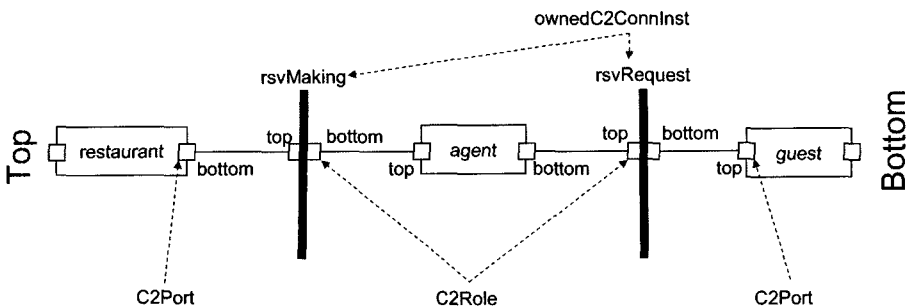 ownedC2ConnInst
rsvMaking
rsvRequest
Top
restaurant
bottom
top
bottom
top
agent
bottom
top
bottom
top
guest
Bottom
C2Port
C2Role
C2Port